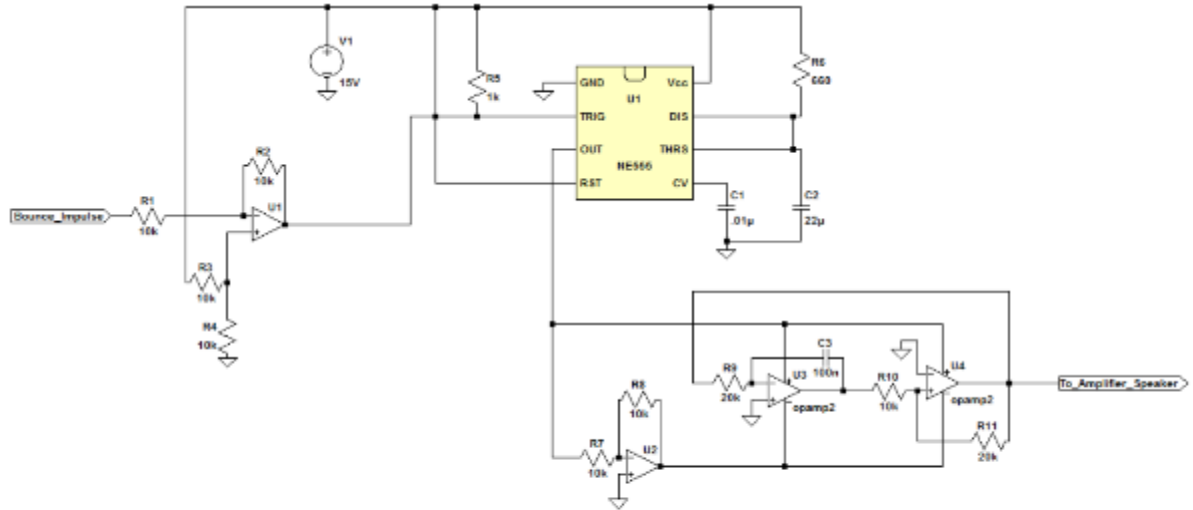 V1
15V
R5
1k
R6
660
GND
Vcc
U1
TRIG
DIS
OUT
THRS
NE555
RST
CV
C1
.01µ
C2
22µ
R2
10k
R1
Bounce_Impulse
10k
U1
R3
10k
R4
10k
C3
100n
R9
20k
U3
opamp2
R10
10k
U4
opamp2
To_Amplifier_Speaker
R8
10k
R7
10k
U2
R11
20k